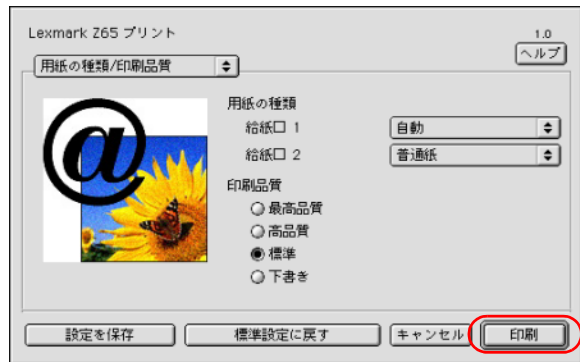 Lexmark Z65 プリント
1.0
ヘルプ
用紙の種類/印刷品質
用紙の種類
給紙口 1
自動
給紙口 2
普通紙
印刷品質
最高品質
高品質
標準
下書き
設定を保存
標準設定に戻す
キャンセル
印刷